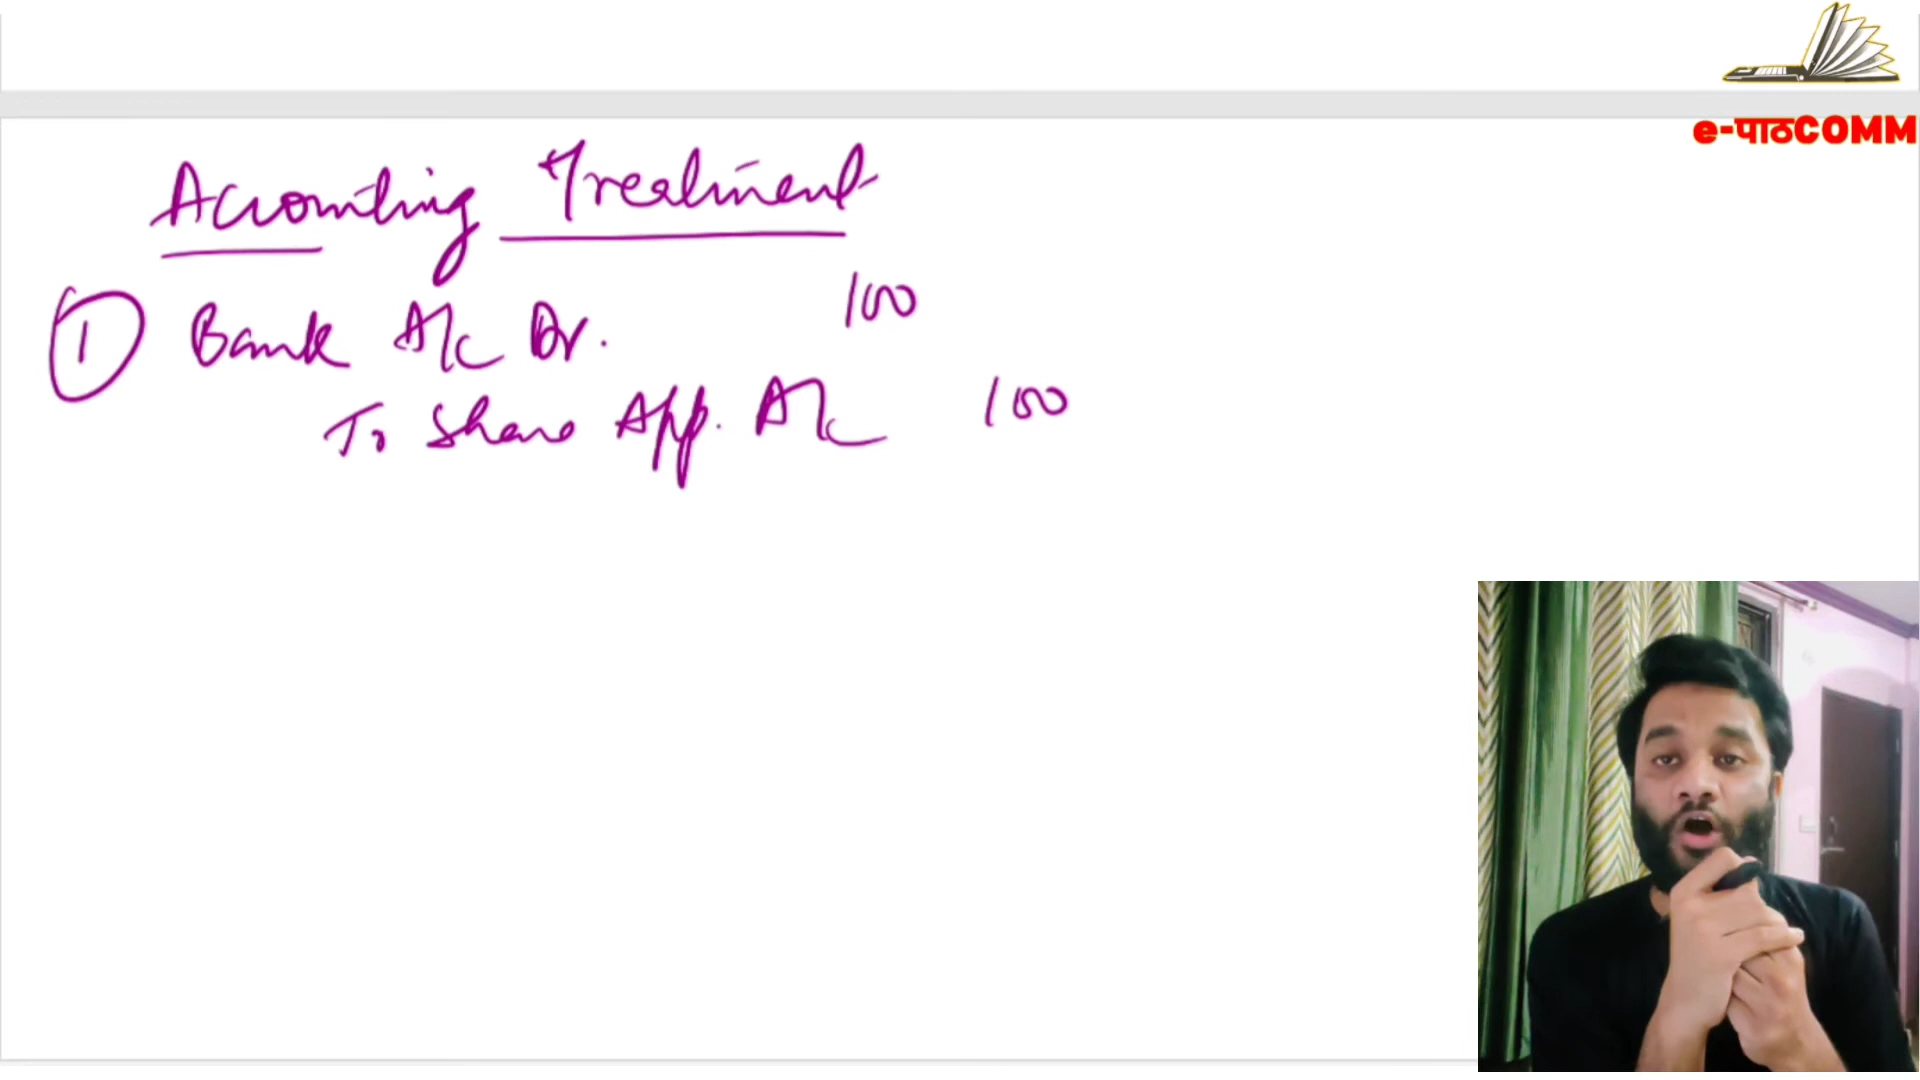 e-पाठCOMM
Accounting Treatment
1 Bank A/c Dr. 100
To Share App. A/c 100